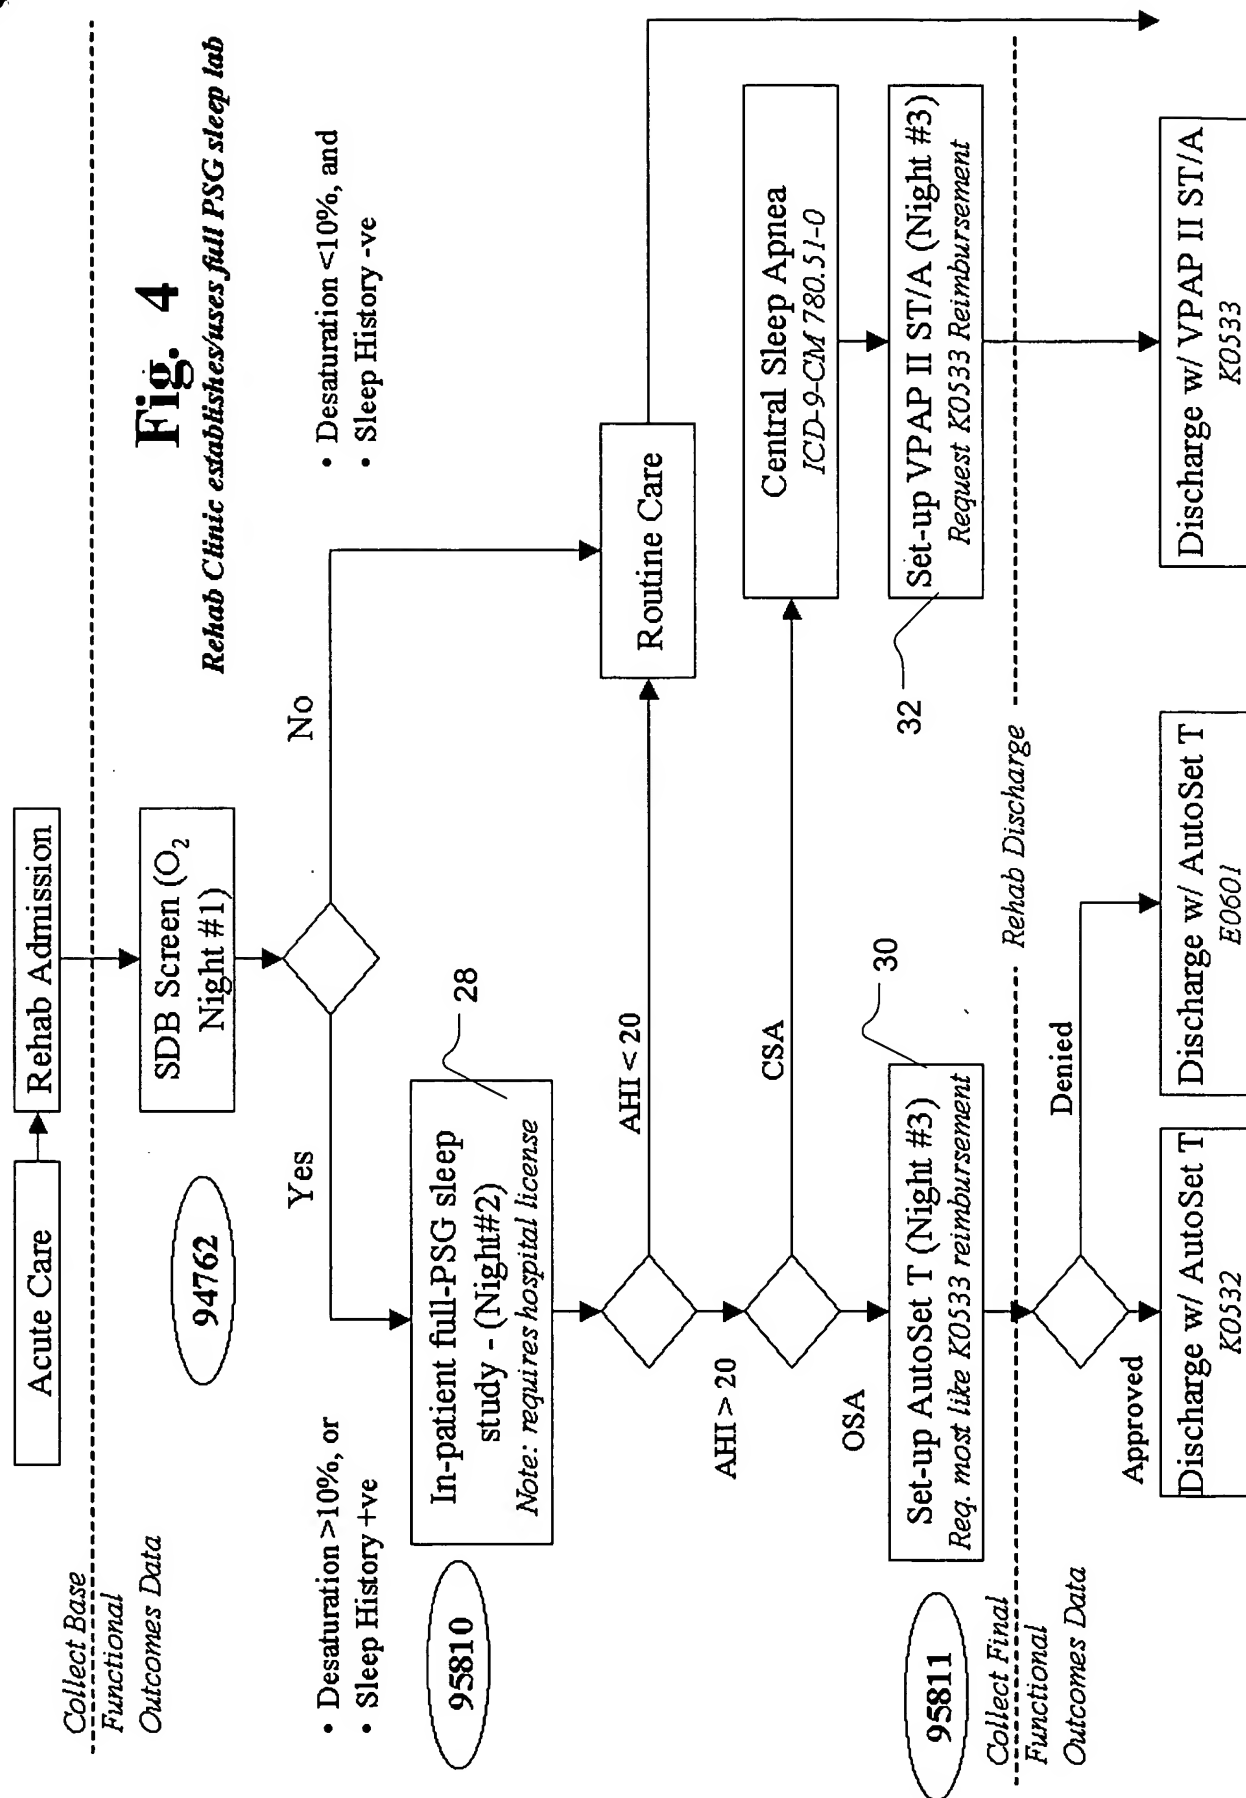 Fig. 4
Rehab Clinic establishes/uses full PSG sleep lab
Acute Care
Rehab Admission
Collect Base
Functional
Outcomes Data
94762
SDB Screen (O2
Night #1)
Yes
No
• Desaturation >10%, or
• Sleep History +ve
• Desaturation <10%, and
• Sleep History -ve
95810
In-patient full-PSG sleep
study - (Night#2)
Note: requires hospital license
28
AHI < 20
Routine Care
AHI > 20
CSA
Central Sleep Apnea
ICD-9-CM 780.51-0
OSA
95811
Set-up AutoSet T (Night #3)
Req. most like K0533 reimbursement
30
32
Set-up VPAP II ST/A (Night #3)
Request K0533 Reimbursement
Collect Final
Functional
Outcomes Data
Rehab Discharge
Approved
Denied
Discharge w/ AutoSet T
K0532
Discharge w/ AutoSet T
E0601
Discharge w/ VPAP II ST/A
K0533